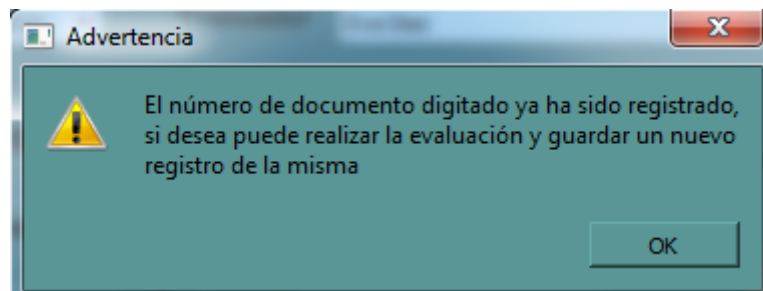 Advertencia
El número de documento digitado ya ha sido registrado,
si desea puede realizar la evaluación y guardar un nuevo
registro de la misma
OK